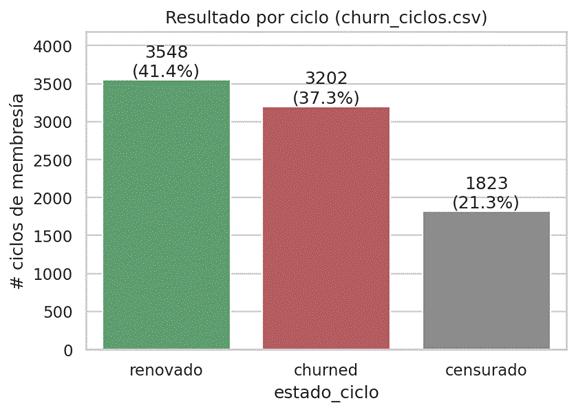 Resultado por ciclo (churn_ciclos.csv)
# ciclos de membresía
4000
3500
3000
2500
2000
1500
1000
500
0
3548
(41.4%)
3202
(37.3%)
1823
(21.3%)
renovado
churned
censurado
estado_ciclo